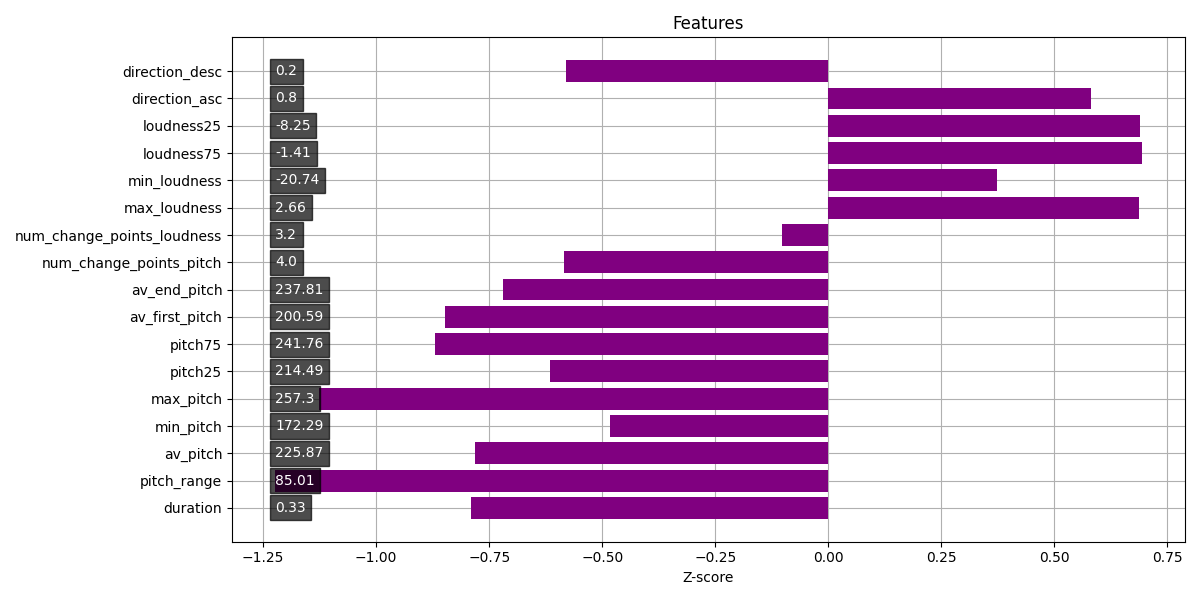 Features
direction_desc 0.2
direction_asc 0.8
loudness25 -8.25
loudness75 -1.41
min_loudness -20.74
max_loudness 2.66
num_change_points_loudness 3.2
num_change_points_pitch 4.0
av_end_pitch 237.81
av_first_pitch 200.59
pitch75 241.76
pitch25 214.49
max_pitch 257.3
min_pitch 172.29
av_pitch 225.87
pitch_range 85.01
duration 0.33
−1.25 −1.00 −0.75 −0.50 −0.25 0.00 0.25 0.50 0.75
Z-score